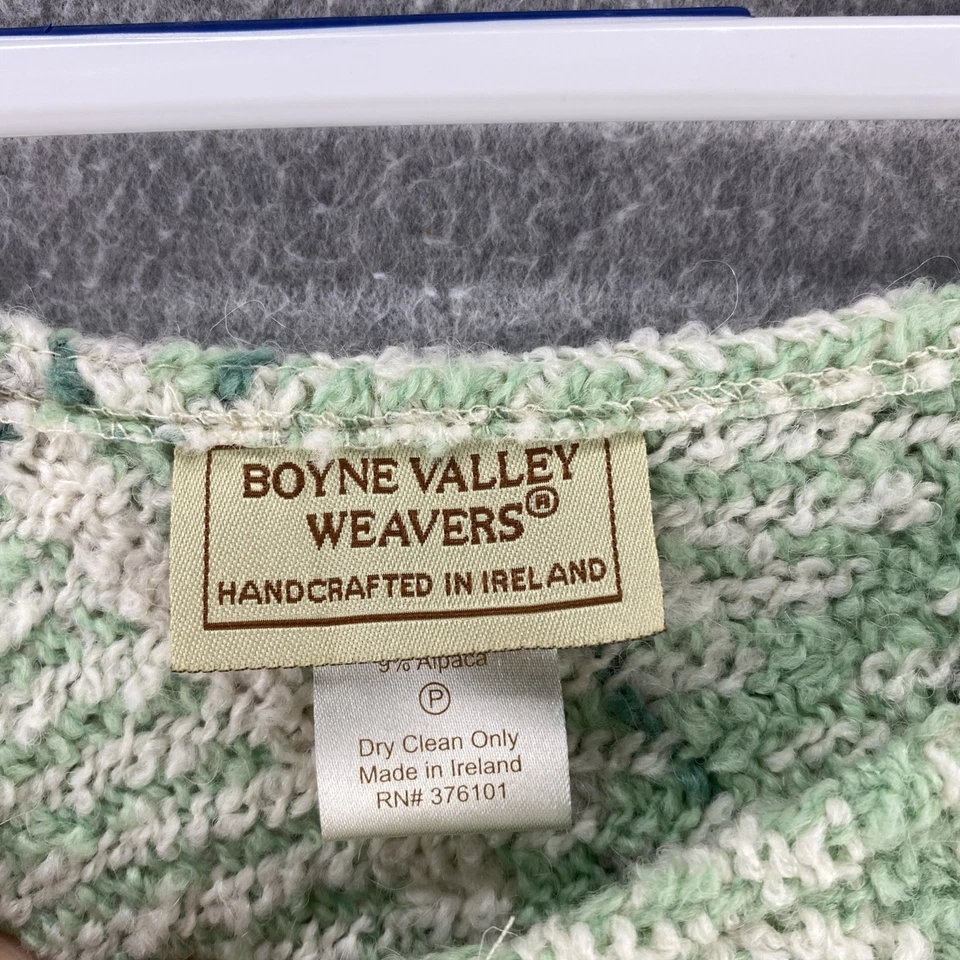 BOYNE VALLEY
WEAVERS®
HANDCRAFTED IN IRELAND
9% Alpaca
P
Dry Clean Only
Made in Ireland
RN# 376101